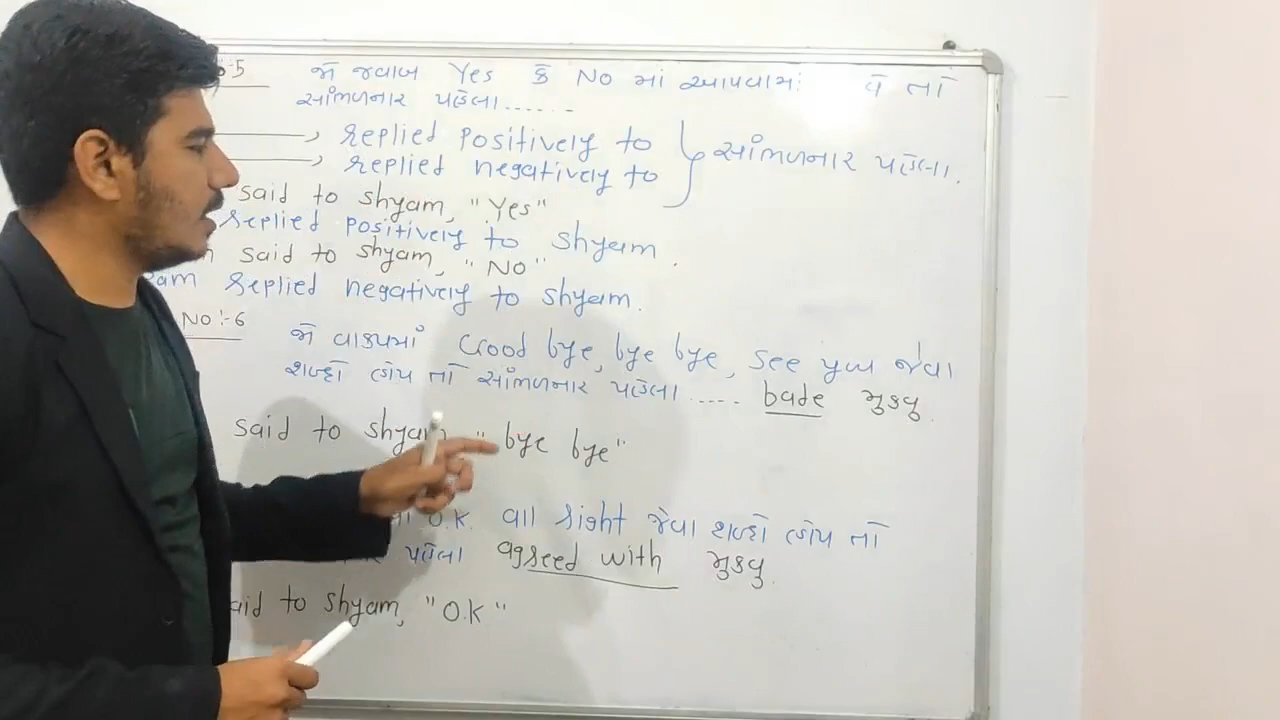 :-5 જો જવાબ Yes કે No માં આપવામાં વે તો
સાંભળનાર પહેલા.......
replied positively to
replied negatively to } સાંભળનાર પહેલા.
said to shyam, "Yes"
replied positively to shyam
said to shyam, "NO".
replied negatively to shyam.
NO :- 6
જો વાકયમાં Good bye, bye bye, see you જેવા
શબ્દો હોય તો સાંભળનાર પહેલા ..... bade મુકવુ.
said to shyam, "bye bye"
O.K. all right જેવા શબ્દો હોય તો
પહેલા agreed with મુકવુ.
said to shyam, "O.K"